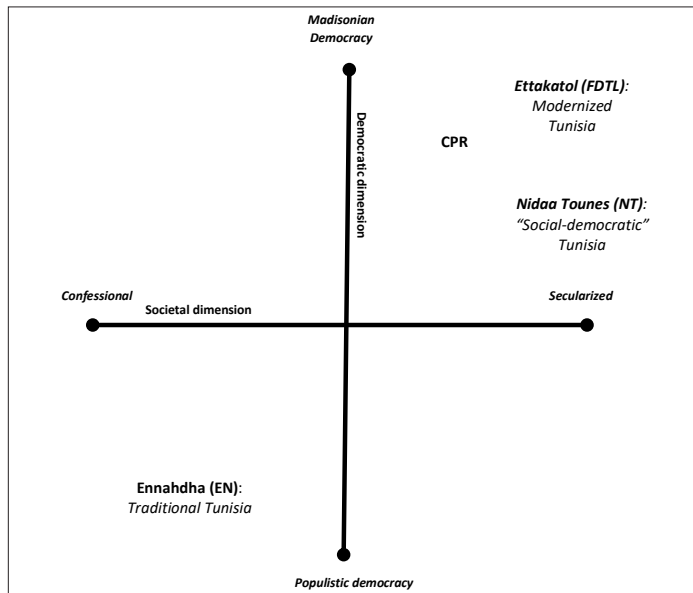 Madisonian
Democracy
Ettakatol (FDTL):
Modernized
Tunisia
Democratic dimension
CPR
Nidaa Tounes (NT):
“Social-democratic”
Tunisia
Confessional
Secularized
Societal dimension
Ennahdha (EN):
Traditional Tunisia
Populistic democracy